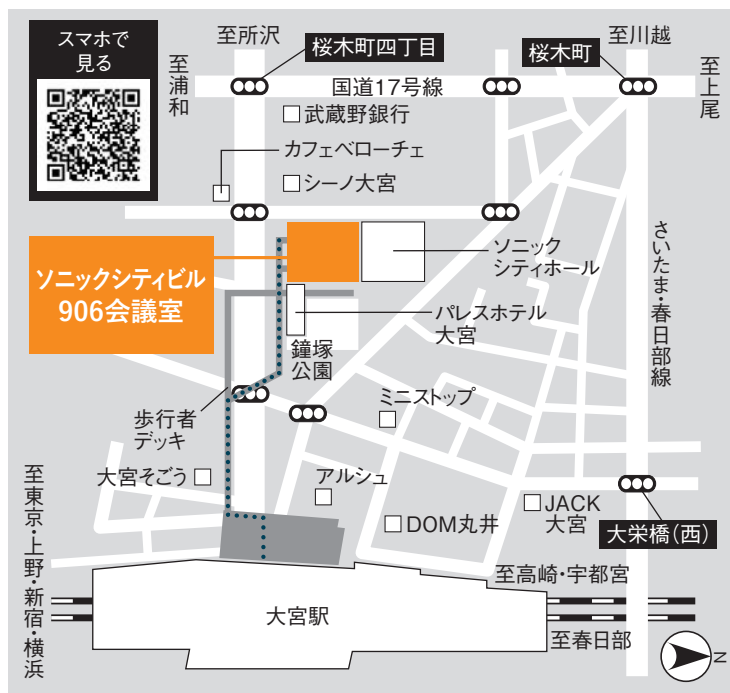 スマホで
見る
至所沢
桜木町四丁目
桜木町
至川越
至浦和
至上尾
国道17号線
武蔵野銀行
カフェベローチェ
シーノ大宮
ソニックシティビル
906会議室
ソニック
シティホール
さいたま・春日部線
パレスホテル
大宮
鐘塚
公園
ミニストップ
歩行者
デッキ
大宮そごう
アルシュ
DOM丸井
JACK
大宮
大栄橋(西)
至東京・上野・
新宿・横浜
至高崎・宇都宮
大宮駅
至春日部
N